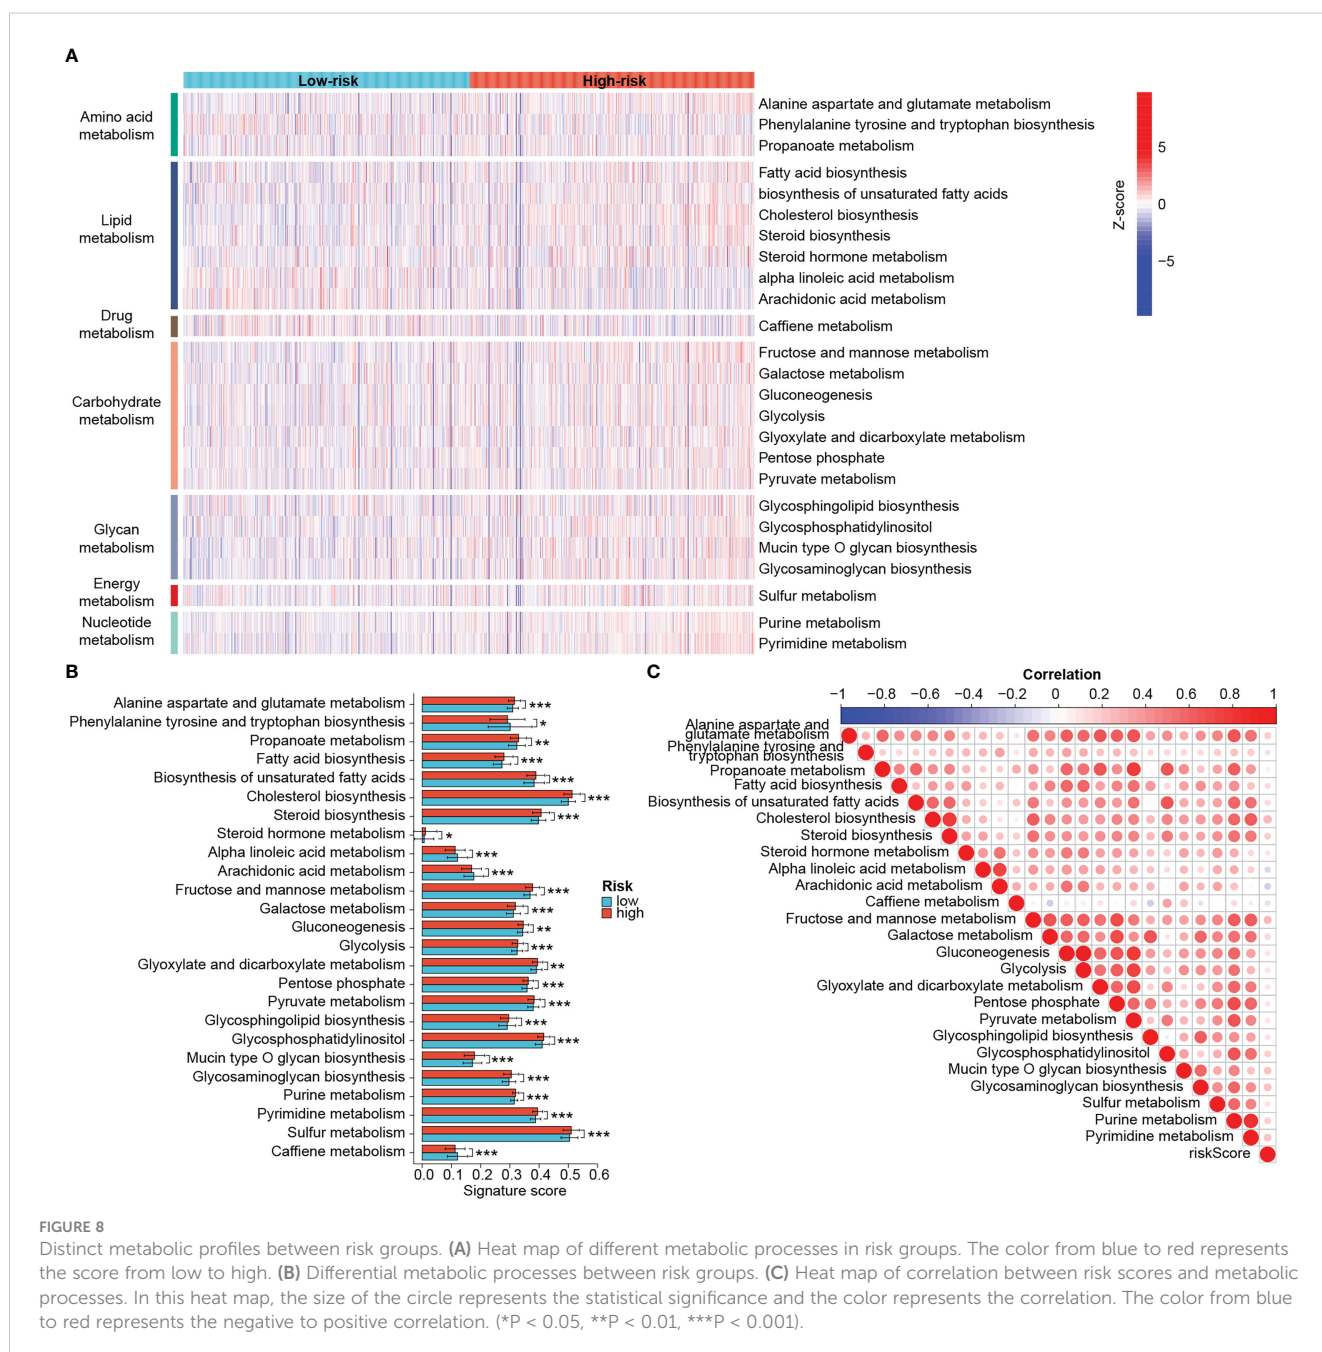 A
Low-risk
High-risk
Amino acid
metabolism
Lipid
metabolism
Drug
metabolism
Carbohydrate
metabolism
Glycan
metabolism
Energy
metabolism
Nucleotide
metabolism
Alanine aspartate and glutamate metabolism
Phenylalanine tyrosine and tryptophan biosynthesis
Propanoate metabolism
Fatty acid biosynthesis
biosynthesis of unsaturated fatty acids
Cholesterol biosynthesis
Steroid biosynthesis
Steroid hormone metabolism
alpha linoleic acid metabolism
Arachidonic acid metabolism
Caffiene metabolism
Fructose and mannose metabolism
Galactose metabolism
Gluconeogenesis
Glycolysis
Glyoxylate and dicarboxylate metabolism
Pentose phosphate
Pyruvate metabolism
Glycosphingolipid biosynthesis
Glycosphosphatidylinositol
Mucin type O glycan biosynthesis
Glycosaminoglycan biosynthesis
Sulfur metabolism
Purine metabolism
Pyrimidine metabolism
Z-score
5
0
−5
B
Alanine aspartate and glutamate metabolism ***
Phenylalanine tyrosine and tryptophan biosynthesis *
Propanoate metabolism **
Fatty acid biosynthesis ***
Biosynthesis of unsaturated fatty acids ***
Cholesterol biosynthesis ***
Steroid biosynthesis ***
Steroid hormone metabolism *
Alpha linoleic acid metabolism ***
Arachidonic acid metabolism ***
Fructose and mannose metabolism ***
Galactose metabolism ***
Gluconeogenesis **
Glycolysis ***
Glyoxylate and dicarboxylate metabolism **
Pentose phosphate ***
Pyruvate metabolism ***
Glycosphingolipid biosynthesis ***
Glycosphosphatidylinositol ***
Mucin type O glycan biosynthesis ***
Glycosaminoglycan biosynthesis ***
Purine metabolism ***
Pyrimidine metabolism ***
Sulfur metabolism ***
Caffiene metabolism ***
0.0 0.1 0.2 0.3 0.4 0.5 0.6
Signature score
Risk
low
high
C
Correlation
−1 −0.8 −0.6 −0.4 −0.2 0 0.2 0.4 0.6 0.8 1
Alanine aspartate and
glutamate metabolism
Phenylalanine tyrosine and
tryptophan biosynthesis
Propanoate metabolism
Fatty acid biosynthesis
Biosynthesis of unsaturated fatty acids
Cholesterol biosynthesis
Steroid biosynthesis
Steroid hormone metabolism
Alpha linoleic acid metabolism
Arachidonic acid metabolism
Caffiene metabolism
Fructose and mannose metabolism
Galactose metabolism
Gluconeogenesis
Glycolysis
Glyoxylate and dicarboxylate metabolism
Pentose phosphate
Pyruvate metabolism
Glycosphingolipid biosynthesis
Glycosphosphatidylinositol
Mucin type O glycan biosynthesis
Glycosaminoglycan biosynthesis
Sulfur metabolism
Purine metabolism
Pyrimidine metabolism
riskScore
FIGURE 8
Distinct metabolic profiles between risk groups. (A) Heat map of different metabolic processes in risk groups. The color from blue to red represents
the score from low to high. (B) Differential metabolic processes between risk groups. (C) Heat map of correlation between risk scores and metabolic
processes. In this heat map, the size of the circle represents the statistical significance and the color represents the correlation. The color from blue
to red represents the negative to positive correlation. (*P < 0.05, **P < 0.01, ***P < 0.001).